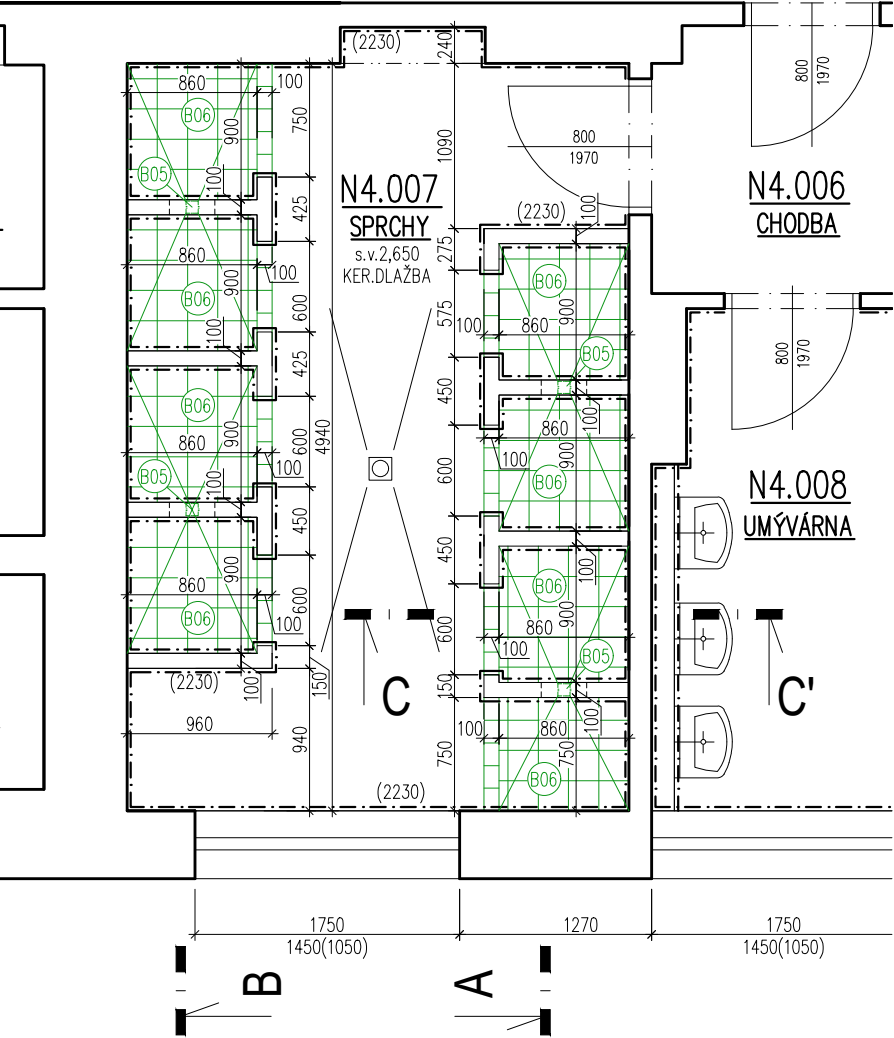 (2230)
240
800
1970
860
100
B06
900
750
B05
100
1090
800
1970
N4.007
SPRCHY
s.v.2,650
KER.DLAŽBA
N4.006
CHODBA
425
(2230)
100
275
860
100
B06
900
600
100
B06
900
575
100
860
B05
100
425
800
1970
B06
900
860
100
600
4940
450
860
100
B06
900
600
B05
100
450
N4.008
UMÝVÁRNA
900
860
B06
100
600
450
100
B06
900
860
100
600
B05
C
C'
(2230)
100
150
960
940
150
100
100
860
750
750
B06
(2230)
1750
1450(1050)
1270
1750
1450(1050)
B
A